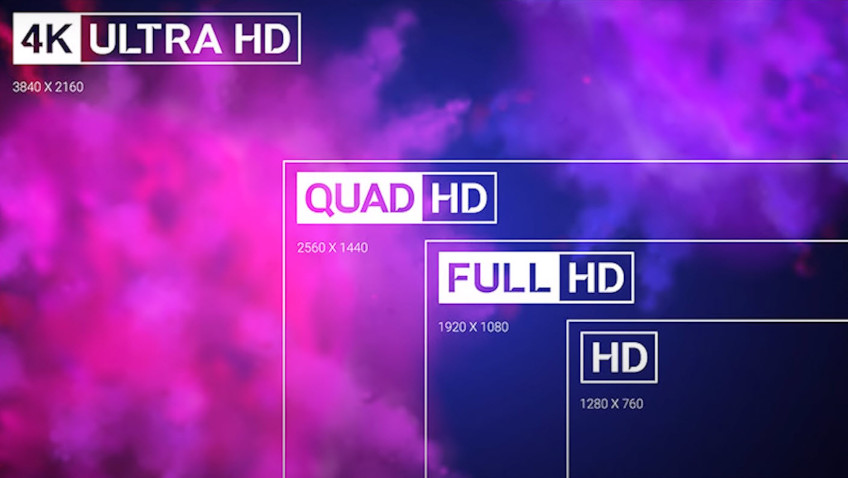 4K ULTRA HD
3840 X 2160
QUAD HD
2560 X 1440
FULL HD
1920 X 1080
HD
1280 X 760